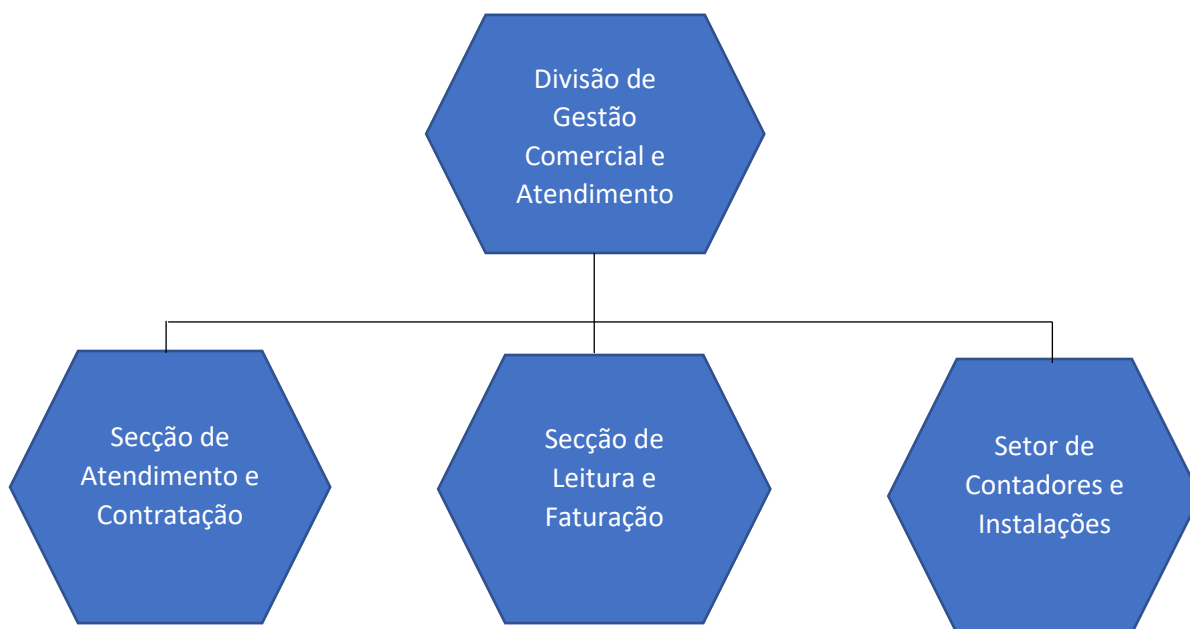 Divisão de
Gestão
Comercial e
Atendimento
Secção de
Atendimento e
Contratação
Secção de
Leitura e
Faturação
Setor de
Contadores e
Instalações